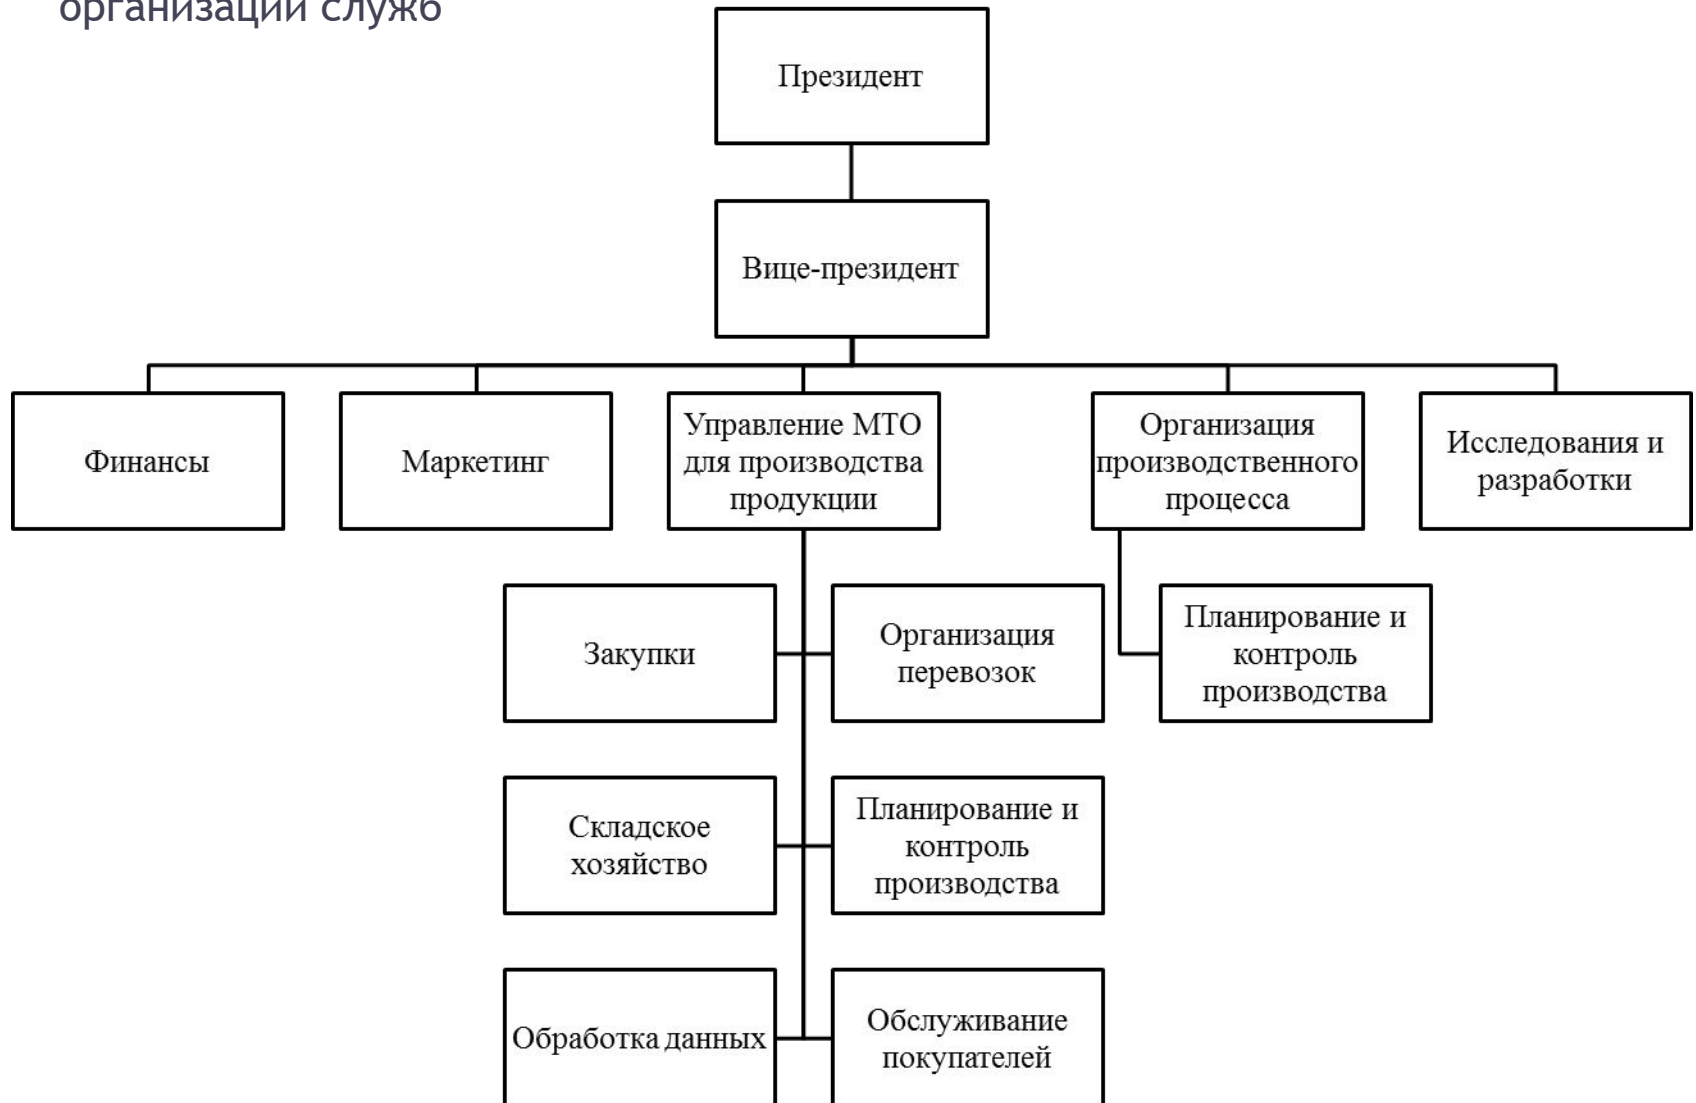 организации служб
Президент
Вице-президент
Финансы
Маркетинг
Управление МТО
для производства
продукции
Организация
производственного
процесса
Исследования и
разработки
Закупки
Организация
перевозок
Планирование и
контроль
производства
Складское
хозяйство
Планирование и
контроль
производства
Обработка данных
Обслуживание
покупателей